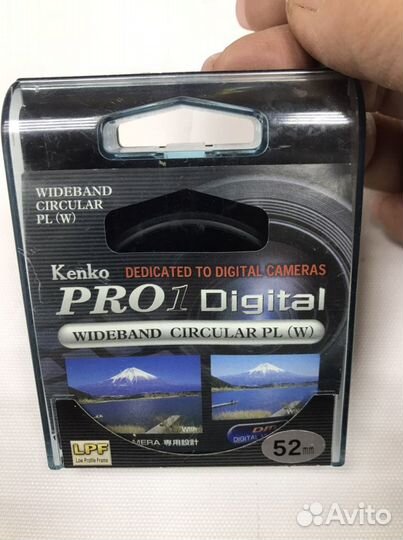 WIDEBAND
CIRCULAR
PL (W)
Kenko DEDICATED TO DIGITAL CAMERAS
PRO1 Digital
WIDEBAND CIRCULAR PL (W)
With
MERA 専用設計
LPF
Low Profile Frame
52mm
Avito